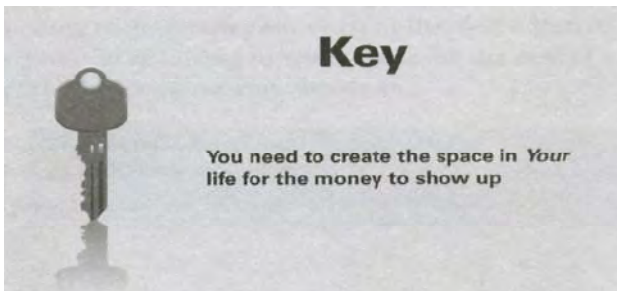 Key
You need to create the space in Your
life for the money to show up